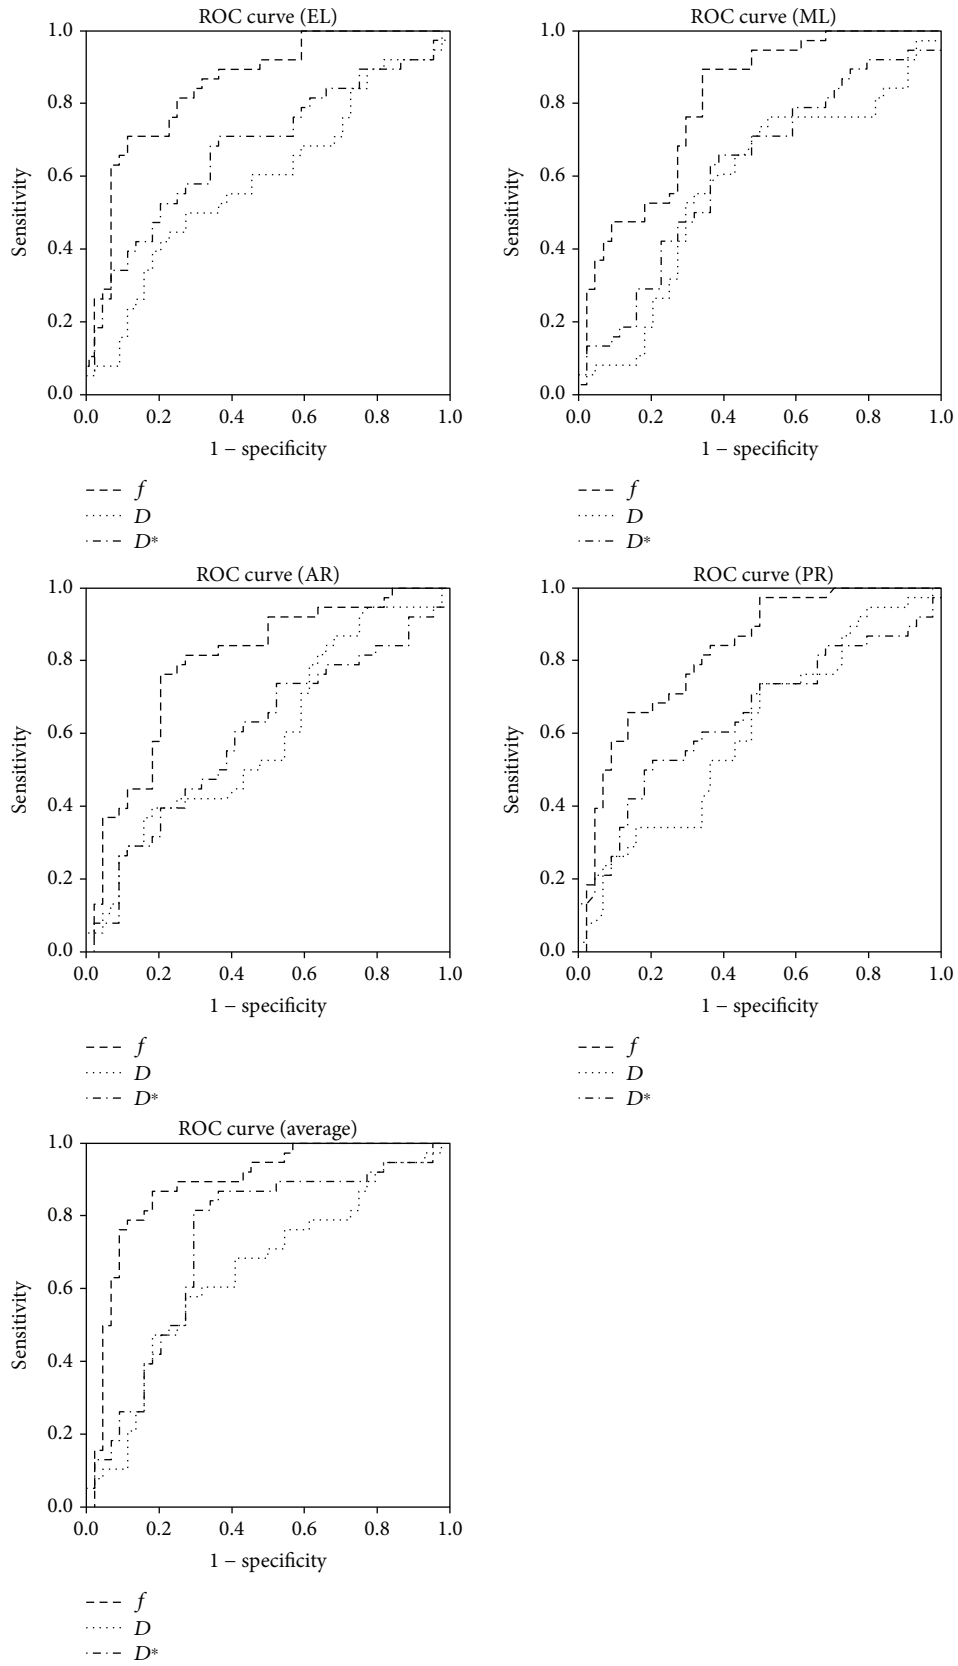 ROC curve (EL)
1.0
0.8
0.6
0.4
0.2
0.0
Sensitivity
0.0 0.2 0.4 0.6 0.8 1.0
1 − specificity
f
D
D*
ROC curve (ML)
1.0
0.8
0.6
0.4
0.2
0.0
Sensitivity
0.0 0.2 0.4 0.6 0.8 1.0
1 − specificity
f
D
D*
ROC curve (AR)
1.0
0.8
0.6
0.4
0.2
0.0
Sensitivity
0.0 0.2 0.4 0.6 0.8 1.0
1 − specificity
f
D
D*
ROC curve (PR)
1.0
0.8
0.6
0.4
0.2
0.0
Sensitivity
0.0 0.2 0.4 0.6 0.8 1.0
1 − specificity
f
D
D*
ROC curve (average)
1.0
0.8
0.6
0.4
0.2
0.0
Sensitivity
0.0 0.2 0.4 0.6 0.8 1.0
1 − specificity
f
D
D*